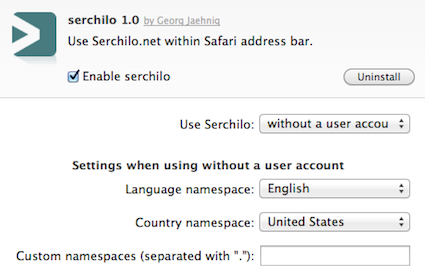 serchilo 1.0 by Georg Jaehnig
Use Serchilo.net within Safari address bar.
Enable serchilo
Uninstall
Use Serchilo: without a user accou
Settings when using without a user account
Language namespace: English
Country namespace: United States
Custom namespaces (separated with "."):